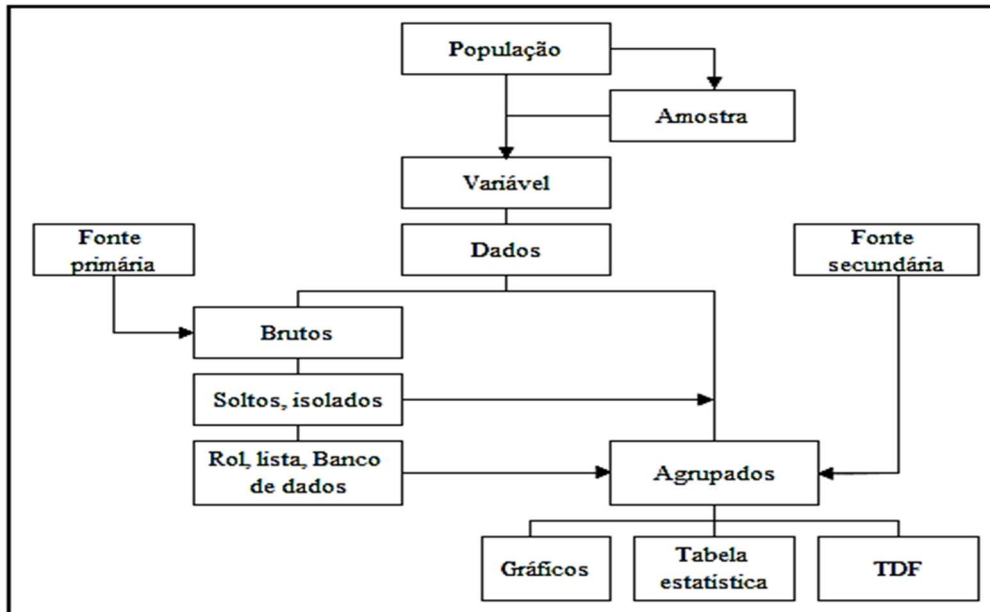 População
Amostra
Variável
Fonte
primária
Dados
Fonte
secundária
Brutos
Soltos, isolados
Rol, lista, Banco
de dados
Agrupados
Gráficos
Tabela
estatística
TDF